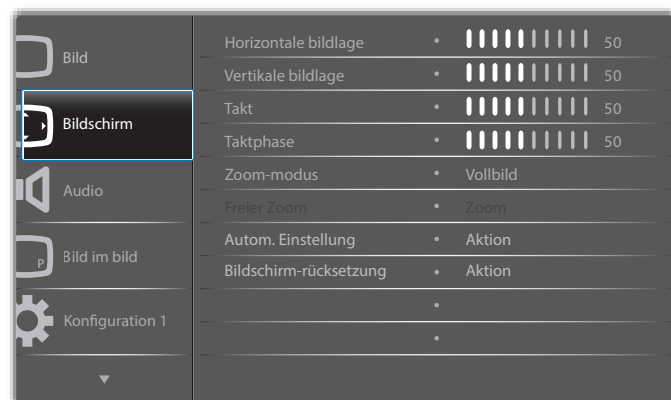 Bild
Bildschirm
Audio
Bild im bild
P
Konfiguration 1
Horizontale bildlage • 50
Vertikale bildlage • 50
Takt • 50
Taktphase • 50
Zoom-modus • Vollbild
Freier Zoom • Zoom
Autom. Einstellung • Aktion
Bildschirm-rücksetzung • Aktion
•
•